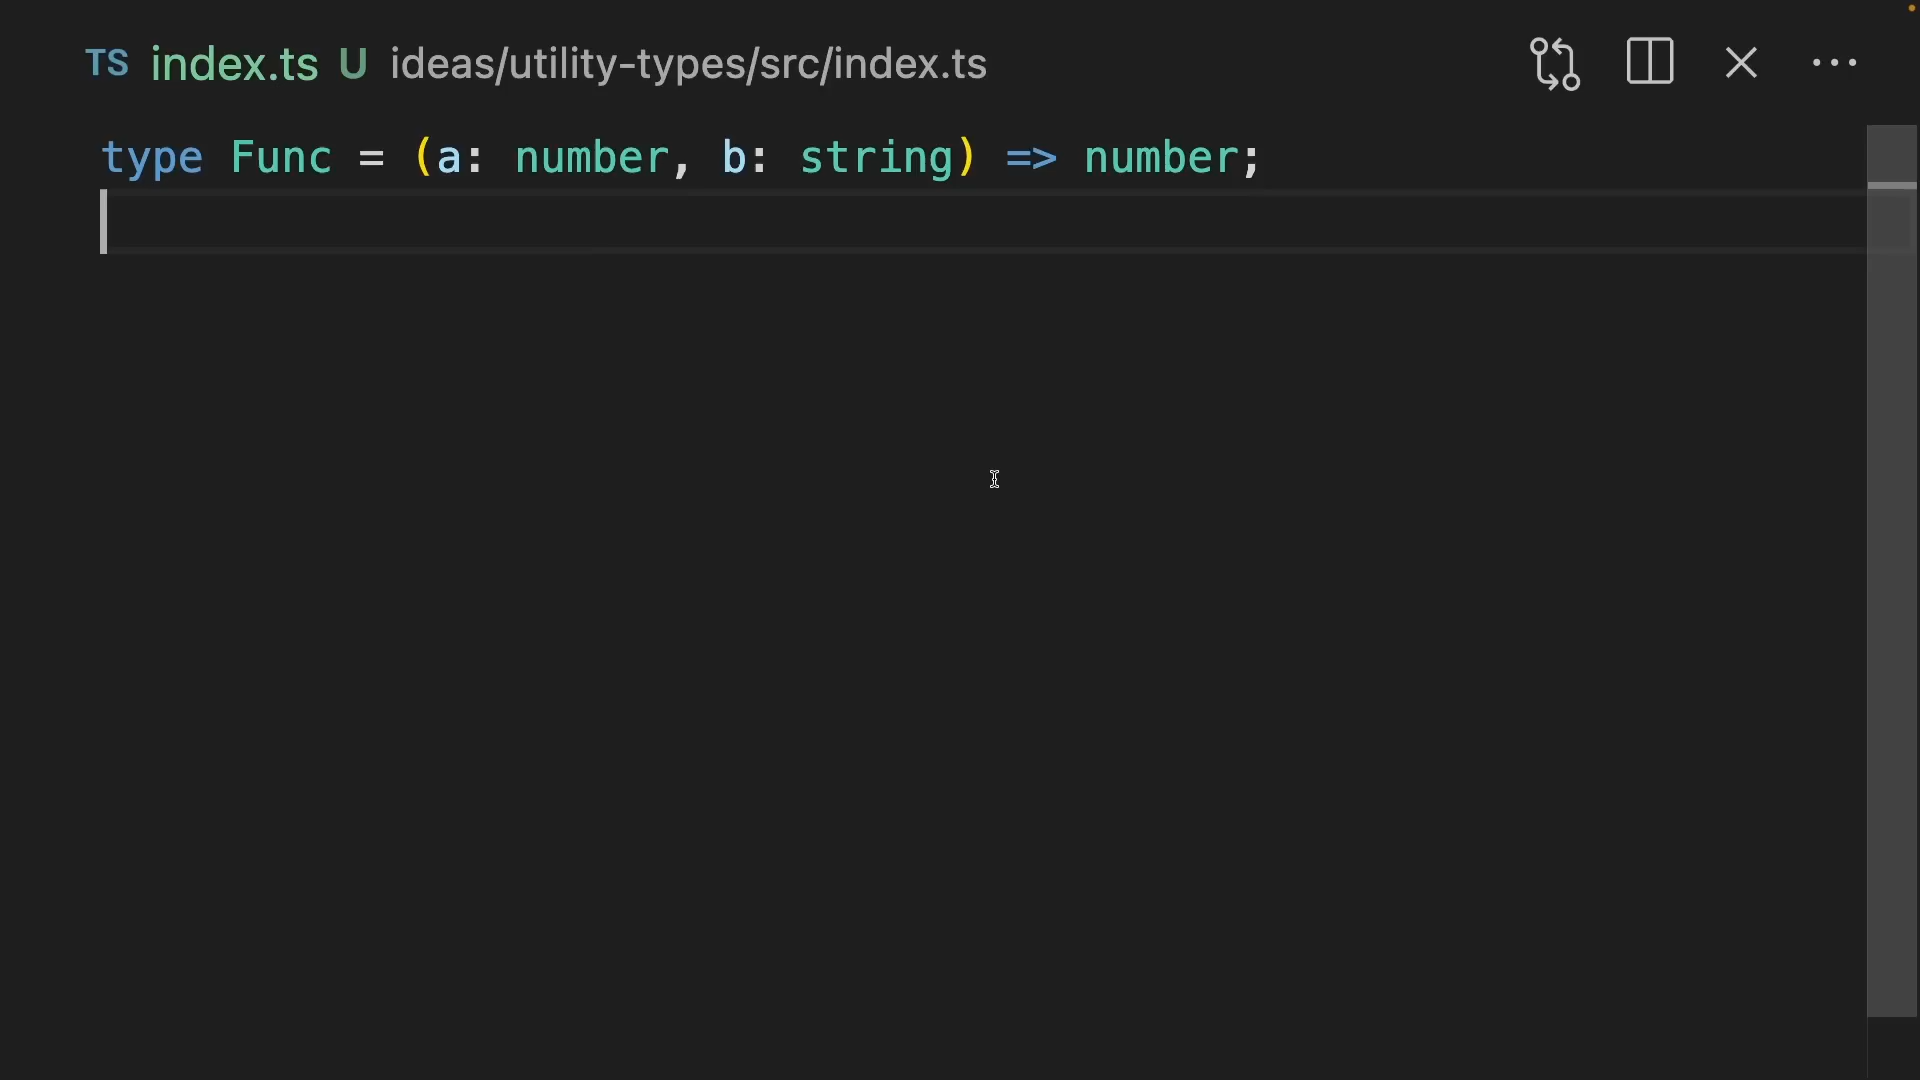 TS index.ts U ideas/utility-types/src/index.ts
type Func = (a: number, b: string) => number;